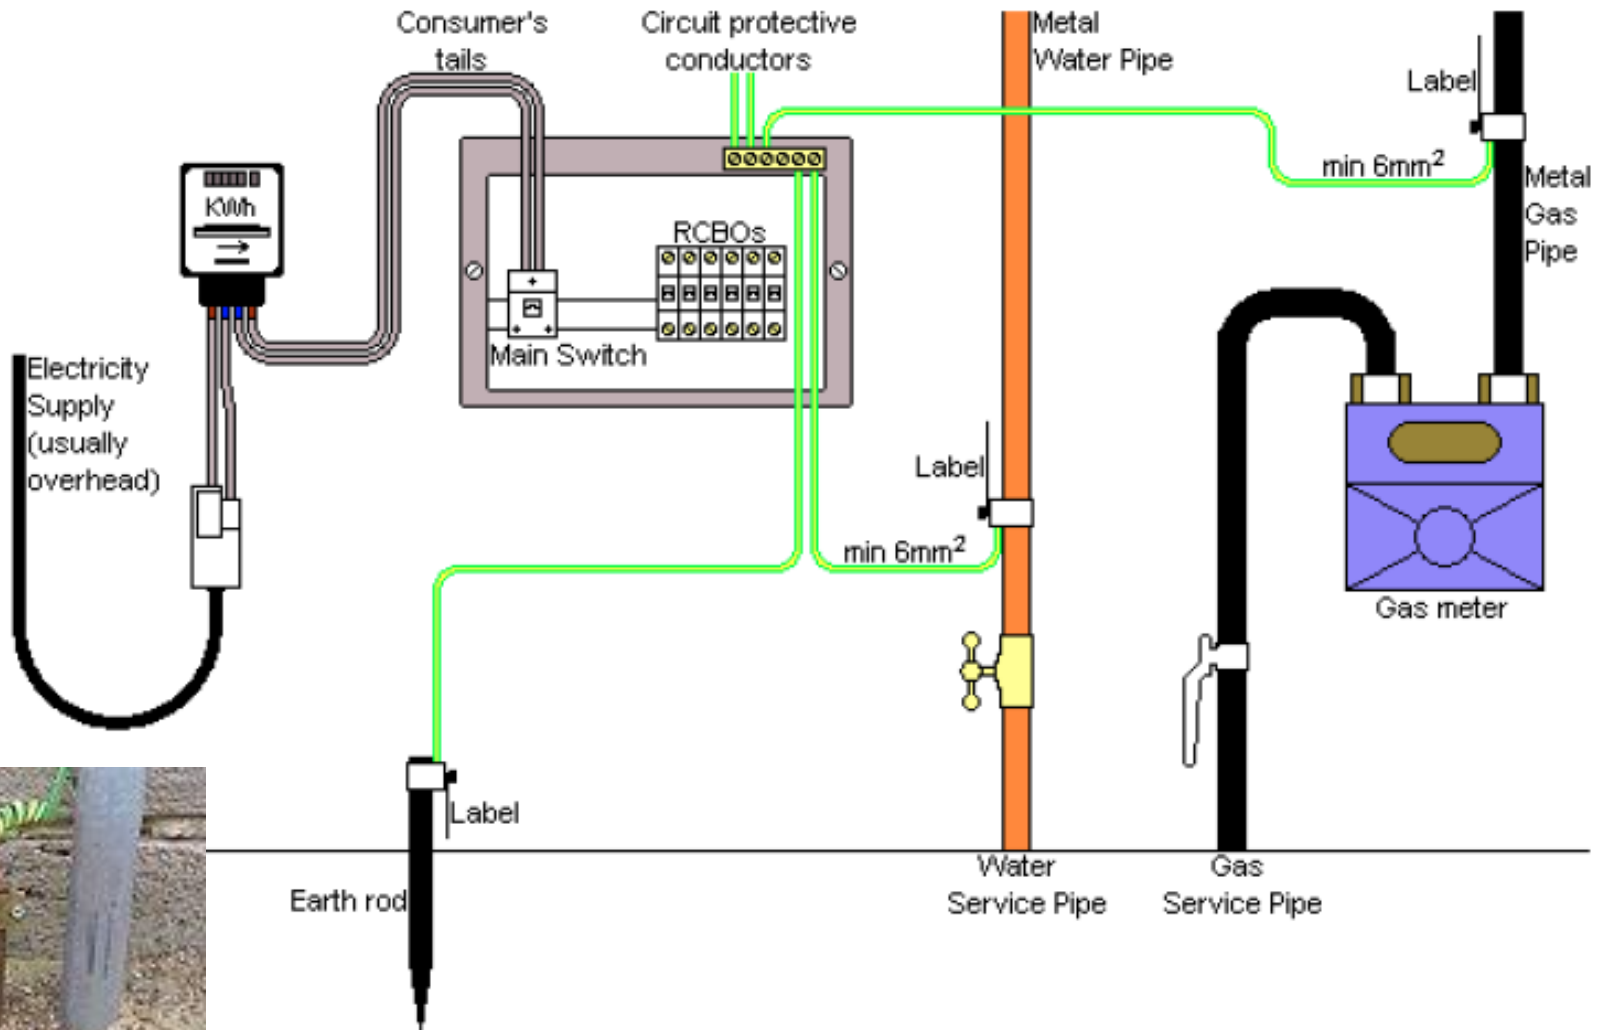 Consumer's
tails
Circuit protective
conductors
Metal
Water Pipe
Label
min 6mm²
Metal
Gas
Pipe
KWh
RCBOs
Main Switch
Electricity
Supply
(usually
overhead)
Label
min 6mm²
Gas meter
Label
Earth rod
Water
Service Pipe
Gas
Service Pipe